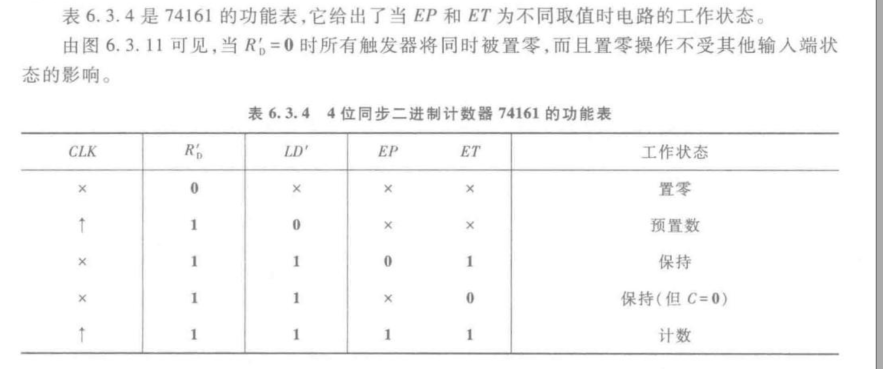 表 6.3.4 是 74161 的功能表,它给出了当 EP 和 ET 为不同取值时电路的工作状态。
由图 6.3.11 可见,当 R′D=0 时所有触发器将同时被置零,而且置零操作不受其他输入端状
态的影响。
表 6.3.4 4 位同步二进制计数器 74161 的功能表
CLK R′D LD′ EP ET 工作状态
× 0 × × × 置零
↑ 1 0 × × 预置数
× 1 1 0 1 保持
× 1 1 × 0 保持(但 C=0)
↑ 1 1 1 1 计数